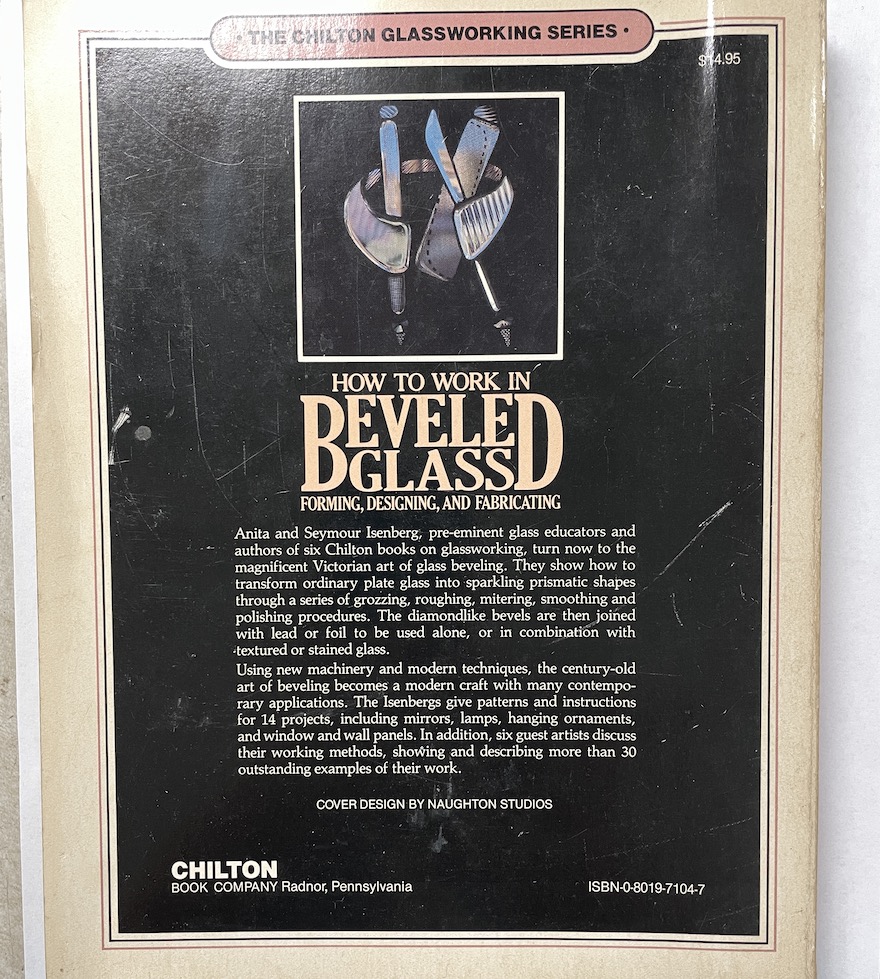 • THE CHILTON GLASSWORKING SERIES •
$14.95
HOW TO WORK IN
BEVELED
GLASS
FORMING, DESIGNING, AND FABRICATING
Anita and Seymour Isenberg, pre-eminent glass educators and
authors of six Chilton books on glassworking, turn now to the
magnificent Victorian art of glass beveling. They show how to
transform ordinary plate glass into sparkling prismatic shapes
through a series of grozzing, roughing, mitering, smoothing and
polishing procedures. The diamondlike bevels are then joined
with lead or foil to be used alone, or in combination with
textured or stained glass.
Using new machinery and modern techniques, the century-old
art of beveling becomes a modern craft with many contempo-
rary applications. The Isenbergs give patterns and instructions
for 14 projects, including mirrors, lamps, hanging ornaments,
and window and wall panels. In addition, six guest artists discuss
their working methods, showing and describing more than 30
outstanding examples of their work.
COVER DESIGN BY NAUGHTON STUDIOS
CHILTON
BOOK COMPANY Radnor, Pennsylvania
ISBN-0-8019-7104-7